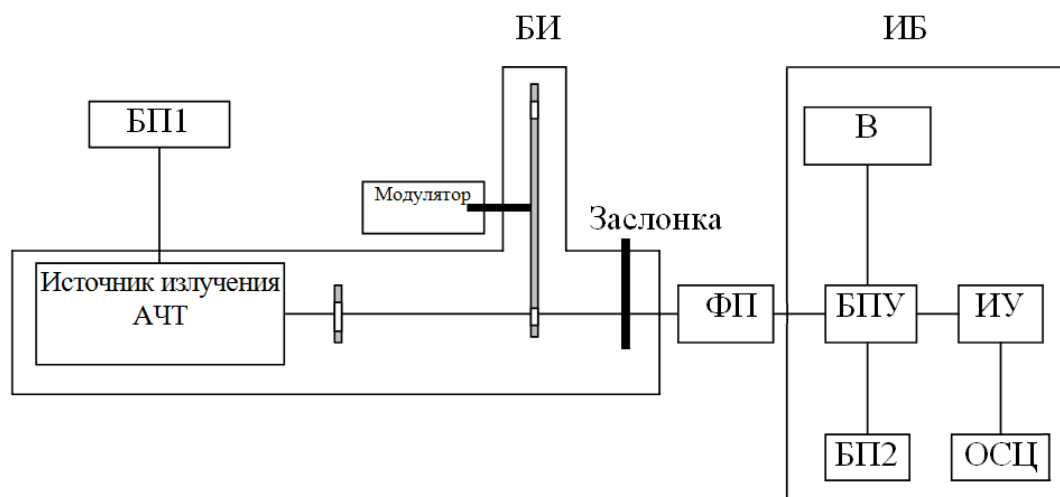 БИ
ИБ
БП1
В
Модулятор
Заслонка
Источник излучения
АЧТ
ФП
БПУ
ИУ
БП2
ОСЦ